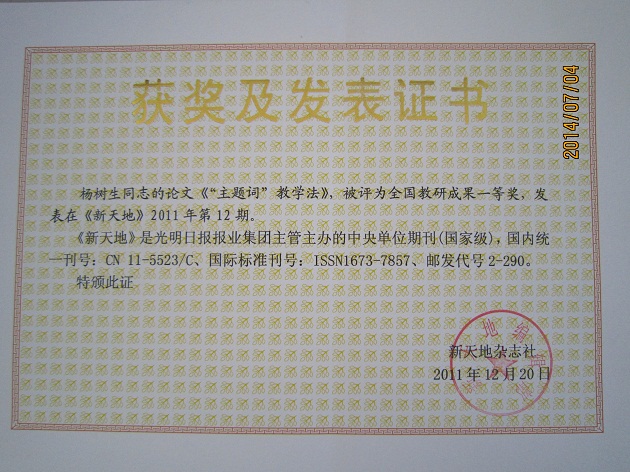 获奖及发表证书
2014/07/04
杨树生同志的论文《“主题词”教学法》，被评为全国教研成果一等奖，发
表在《新天地》2011年第12期。
《新天地》是光明日报报业集团主管主办的中央单位期刊(国家级)，国内统
一刊号：CN 11-5523/C、国际标准刊号：ISSN1673-7857、邮发代号2-290。
特颁此证
地 编 辑
新天地杂志社
2011年12月20日